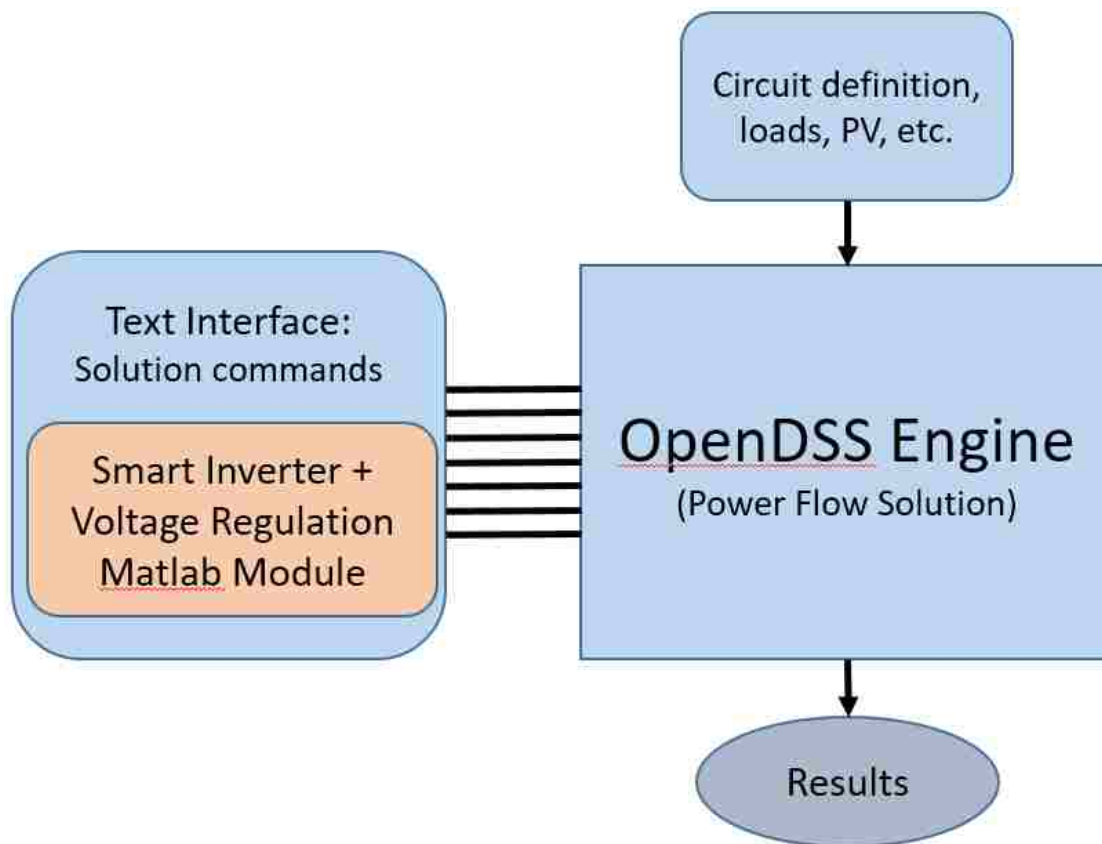 Circuit definition,
loads, PV, etc.
Text Interface:
Solution commands
Smart Inverter +
Voltage Regulation
Matlab Module
OpenDSS Engine
(Power Flow Solution)
Results